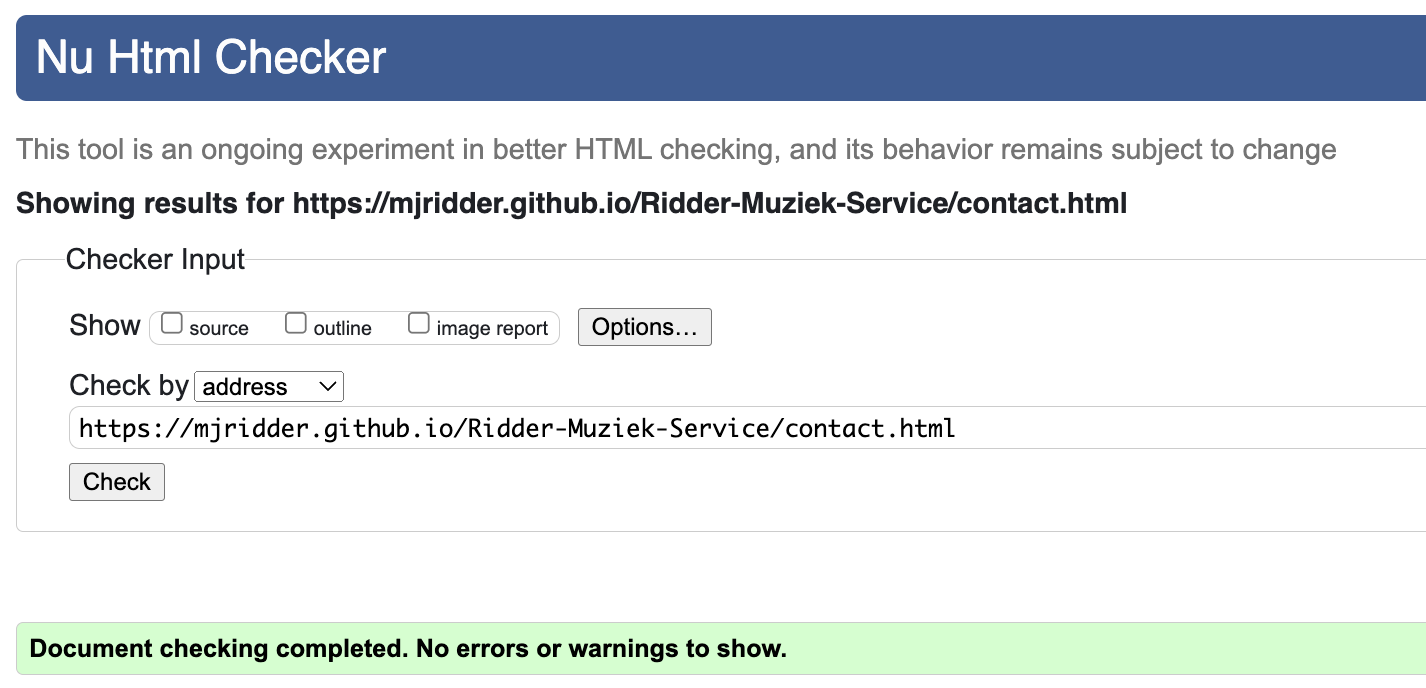 Nu Html Checker
This tool is an ongoing experiment in better HTML checking, and its behavior remains subject to change
Showing results for https://mjridder.github.io/Ridder-Muziek-Service/contact.html
Checker Input
Show source outline image report Options...
Check by address
https://mjridder.github.io/Ridder-Muziek-Service/contact.html
Check
Document checking completed. No errors or warnings to show.